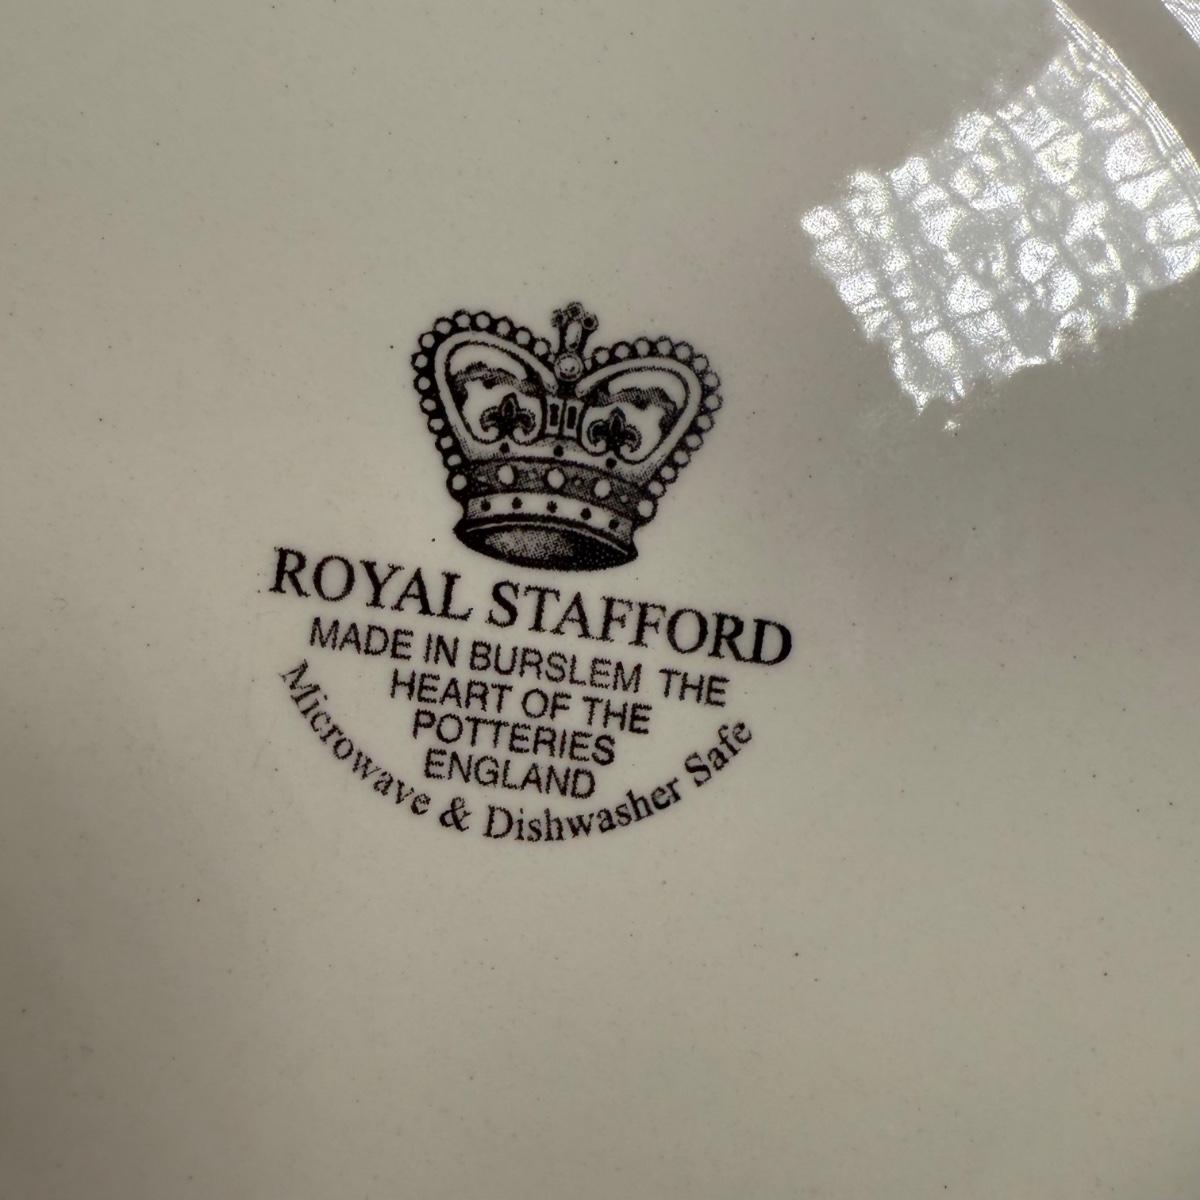 ROYAL STAFFORD
MADE IN BURSLEM THE
HEART OF THE
POTTERIES
ENGLAND
Microwave & Dishwasher Safe